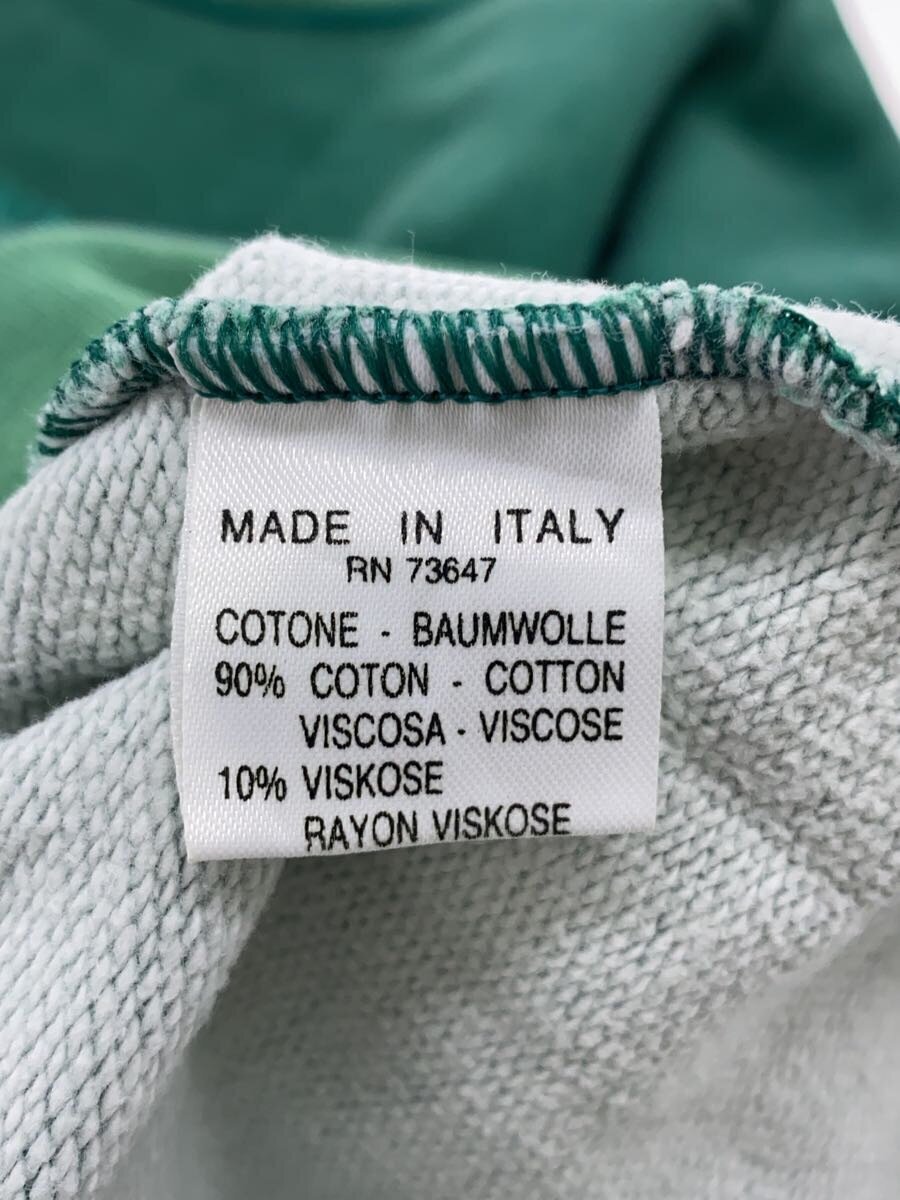 MADE IN ITALY
RN 73647
COTONE - BAUMWOLLE
90% COTON - COTTON
VISCOSA - VISCOSE
10% VISKOSE
RAYON VISKOSE